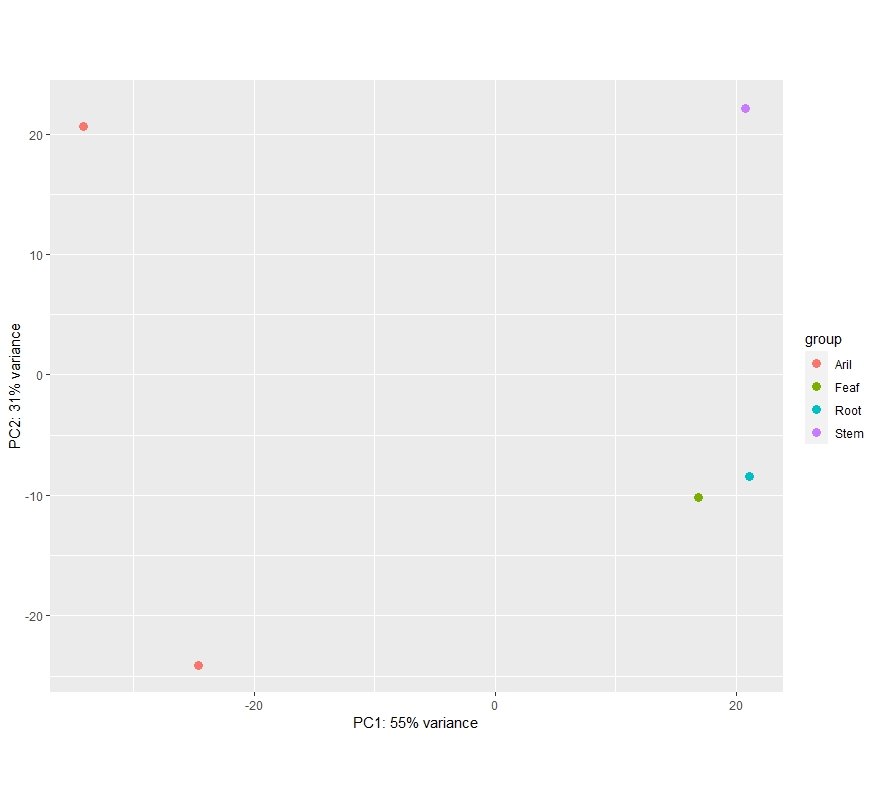 20
10
0
-10
-20
PC2: 31% variance
-20
0
20
PC1: 55% variance
group
Aril
Feaf
Root
Stem